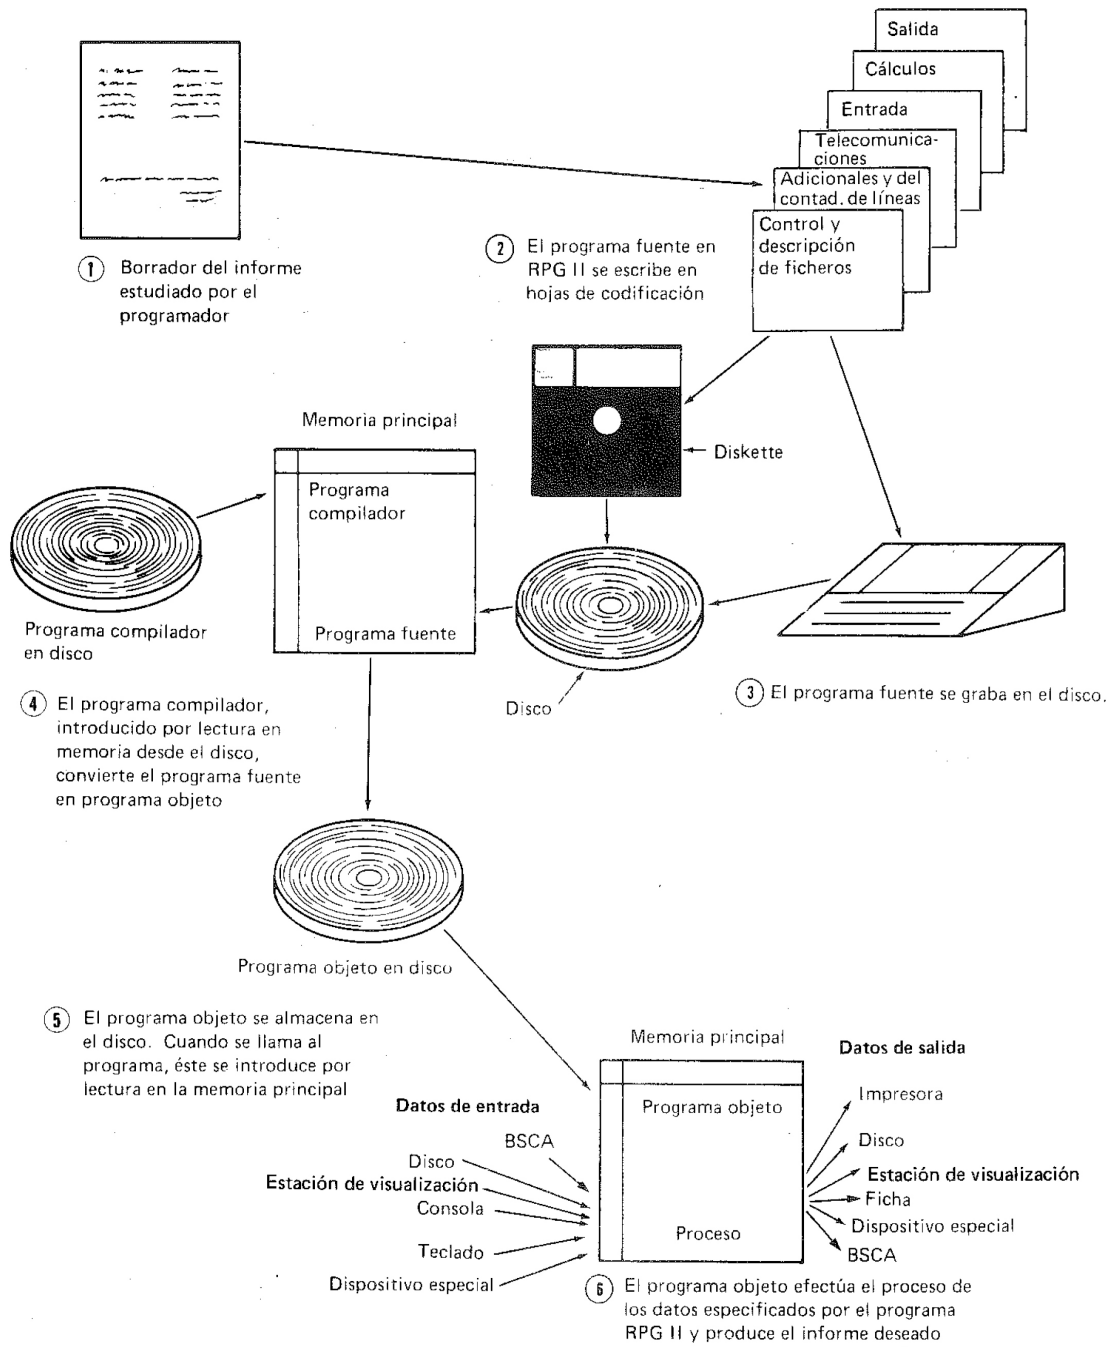 Salida
Cálculos
Entrada
Telecomunica-
ciones
Adicionales y del
contad. de líneas
Control y
descripción
de ficheros
1 Borrador del informe
estudiado por el
programador
2 El programa fuente en
RPG II se escribe en
hojas de codificación
Diskette
Memoria principal
Programa
compilador
Programa fuente
Programa compilador
en disco
Disco
3 El programa fuente se graba en el disco.
4 El programa compilador,
introducido por lectura en
memoria desde el disco,
convierte el programa fuente
en programa objeto
Programa objeto en disco
5 El programa objeto se almacena en
el disco. Cuando se llama al
programa, éste se introduce por
lectura en la memoria principal
Memoria principal
Programa objeto
Proceso
Datos de entrada
BSCA
Disco
Estación de visualización
Consola
Teclado
Dispositivo especial
Datos de salida
Impresora
Disco
Estación de visualización
Ficha
Dispositivo especial
BSCA
6 El programa objeto efectúa el proceso de
los datos especificados por el programa
RPG II y produce el informe deseado